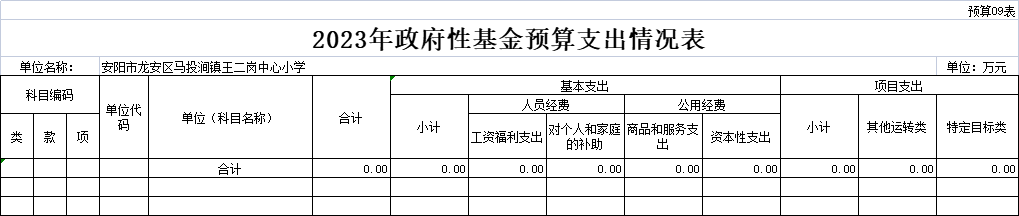 预算09表
2023年政府性基金预算支出情况表
单位名称： 安阳市龙安区马投涧镇王二岗中心小学 单位：万元
科目编码 单位代码 单位（科目名称） 合计 基本支出 项目支出
小计 人员经费 公用经费 小计 其他运转类 特定目标类
类 款 项 工资福利支出 对个人和家庭的补助 商品和服务支出 资本性支出
合计 0.00 0.00 0.00 0.00 0.00 0.00 0.00 0.00 0.00